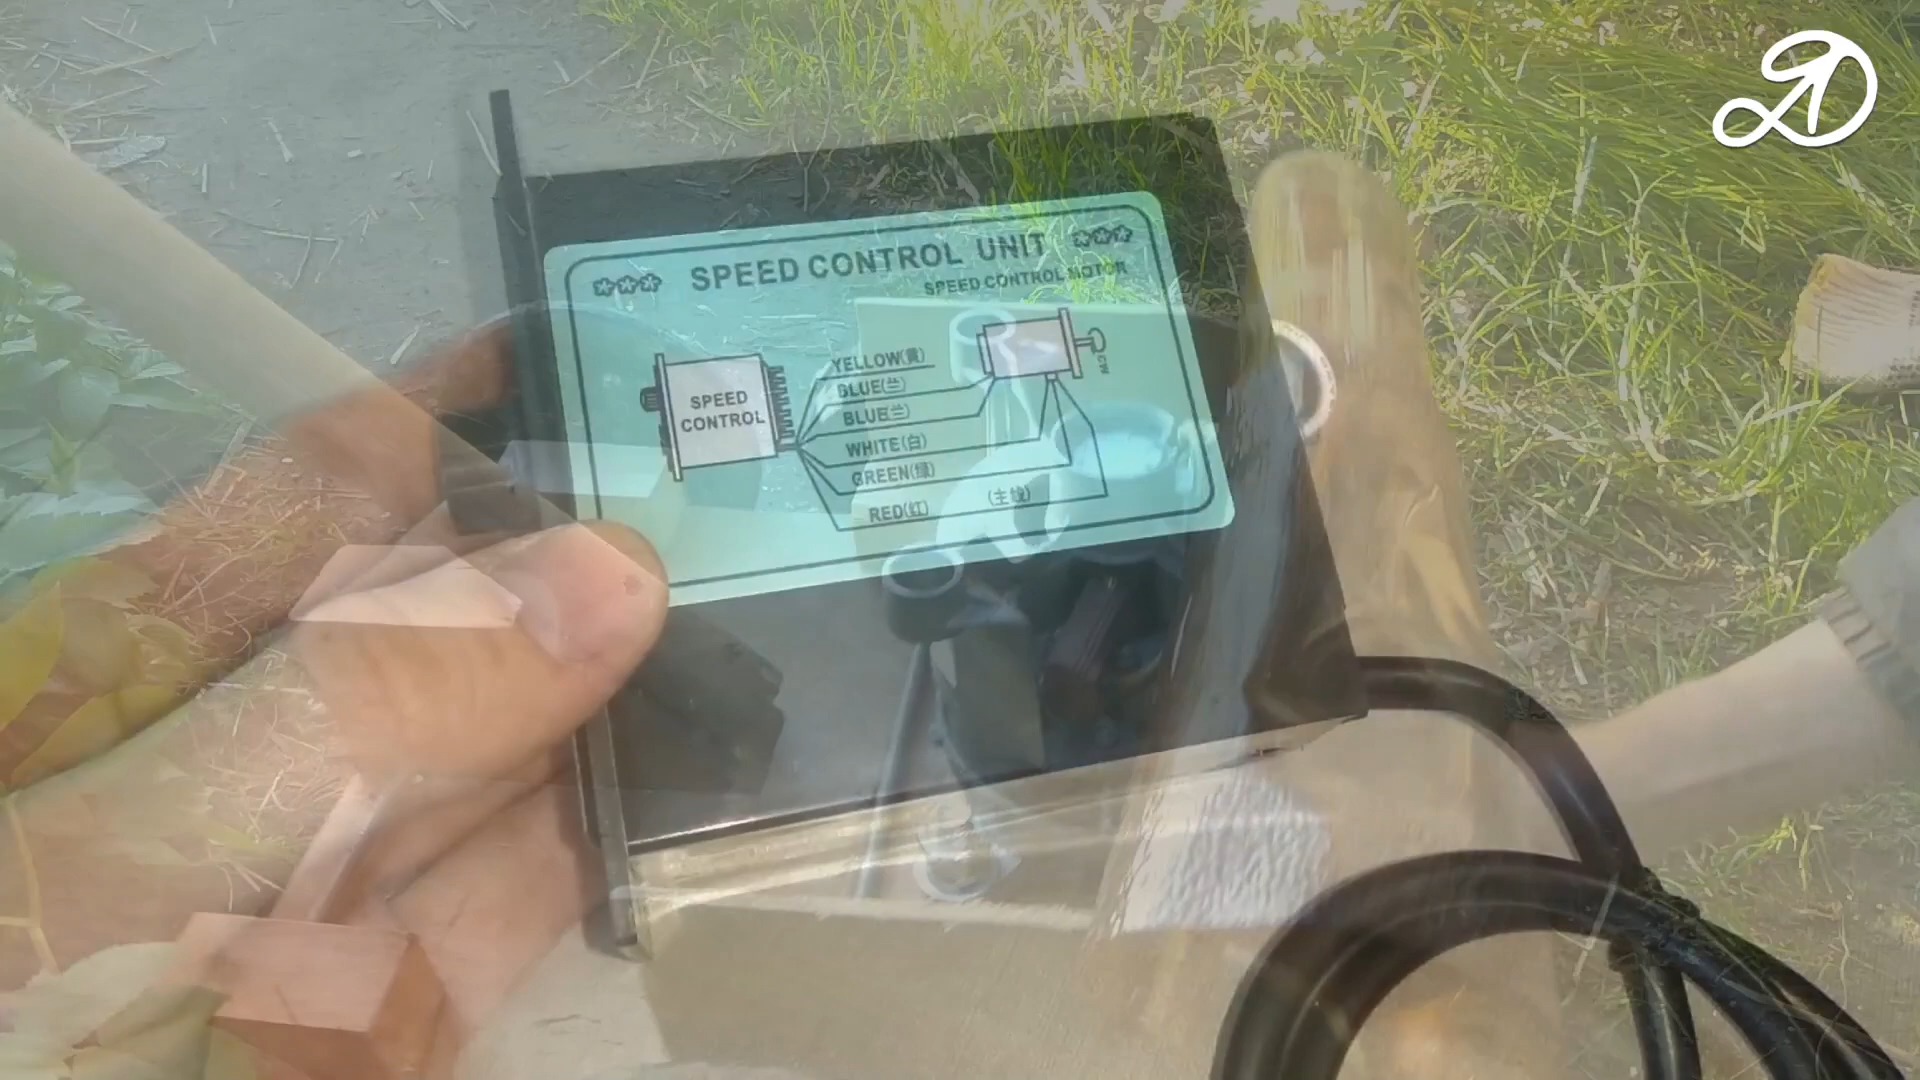 *** SPEED CONTROL UNIT ***
SPEED CONTROL MOTOR
SPEED
CONTROL
YELLOW(黄)
BLUE(兰)
BLUE(兰)
WHITE(白)
GREEN(绿)
RED(红) (主线)